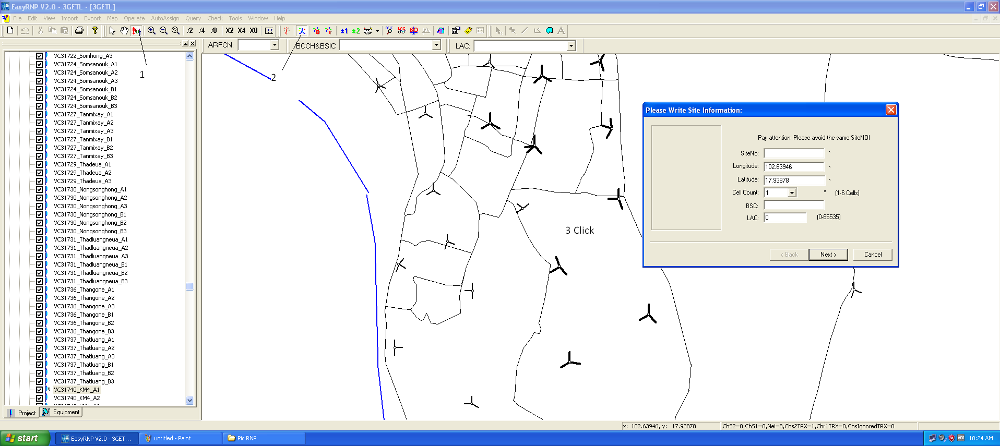 EasyRNP V2.0 - 3GETL - [3GETL]
File Edit View Import Export Map Operate AutoAssign Query Check Tools Window Help
/2 /4 /8 X2 X4 X8 ±1 ±2 BSIC LAC A
ARFCN: BCCH&BSIC LAC:
1
2
VC31722_Somhong_A3
VC31724_Somsanouk_A1
VC31724_Somsanouk_A2
VC31724_Somsanouk_A3
VC31724_Somsanouk_B1
VC31724_Somsanouk_B2
VC31724_Somsanouk_B3
VC31727_Tanmixay_A1
VC31727_Tanmixay_A2
VC31727_Tanmixay_A3
VC31727_Tanmixay_B1
VC31727_Tanmixay_B2
VC31727_Tanmixay_B3
VC31729_Thadeua_A1
VC31729_Thadeua_A2
VC31729_Thadeua_A3
VC31730_Nongsonghong_A1
VC31730_Nongsonghong_A2
VC31730_Nongsonghong_A3
VC31730_Nongsonghong_B1
VC31730_Nongsonghong_B2
VC31730_Nongsonghong_B3
VC31731_Thadluangneua_A1
VC31731_Thadluangneua_A2
VC31731_Thadluangneua_A3
VC31731_Thadluangneua_B1
VC31731_Thadluangneua_B2
VC31731_Thadluangneua_B3
VC31736_Thangone_A1
VC31736_Thangone_A2
VC31736_Thangone_A3
VC31736_Thangone_B1
VC31736_Thangone_B2
VC31736_Thangone_B3
VC31737_Thatluang_A1
VC31737_Thatluang_A2
VC31737_Thatluang_A3
VC31737_Thatluang_B1
VC31737_Thatluang_B2
VC31737_Thatluang_B3
VC31740_KM4_A1
VC31740_KM4_A2
Project Equipment
3 Click
Please Write Site Information:
Pay attention: Please avoid the same SiteNO!
SiteNo: *
Longitude: 102.63946 *
Latitude: 17.93878 *
Cell Count: 1 * (1-6 Cells)
BSC:
LAC: 0 (0-65535)
< Back Next > Cancel
x: 102.63946, y: 17.93878 ChS2=0,ChS1=0,Nei=8,Chs2TRX=1,Chr1TRX=0,ChsIgnoredTRX=0
start EasyRNP V2.0 - 3GET... untitled - Paint Pic RNP 10:24 AM